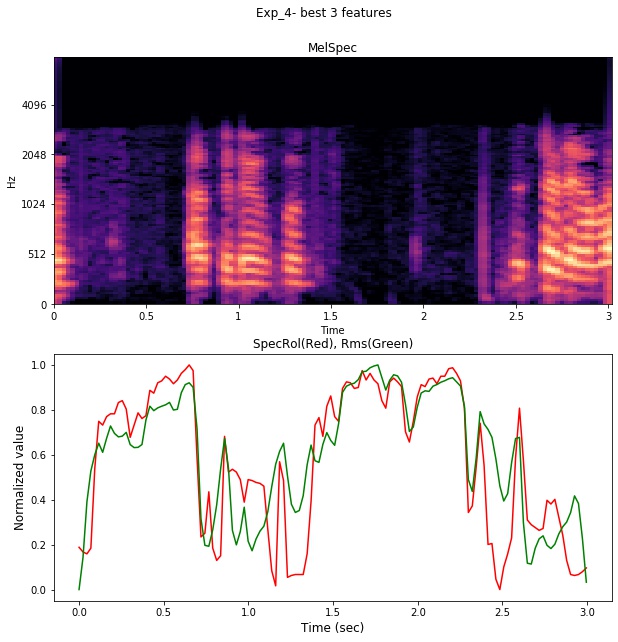 Exp_4- best 3 features
MelSpec
4096
2048
1024
512
0
Hz
0 0.5 1 1.5 2 2.5 3
Time
SpecRol(Red), Rms(Green)
1.0
0.8
0.6
0.4
0.2
0.0
Normalized value
0.0 0.5 1.0 1.5 2.0 2.5 3.0
Time (sec)